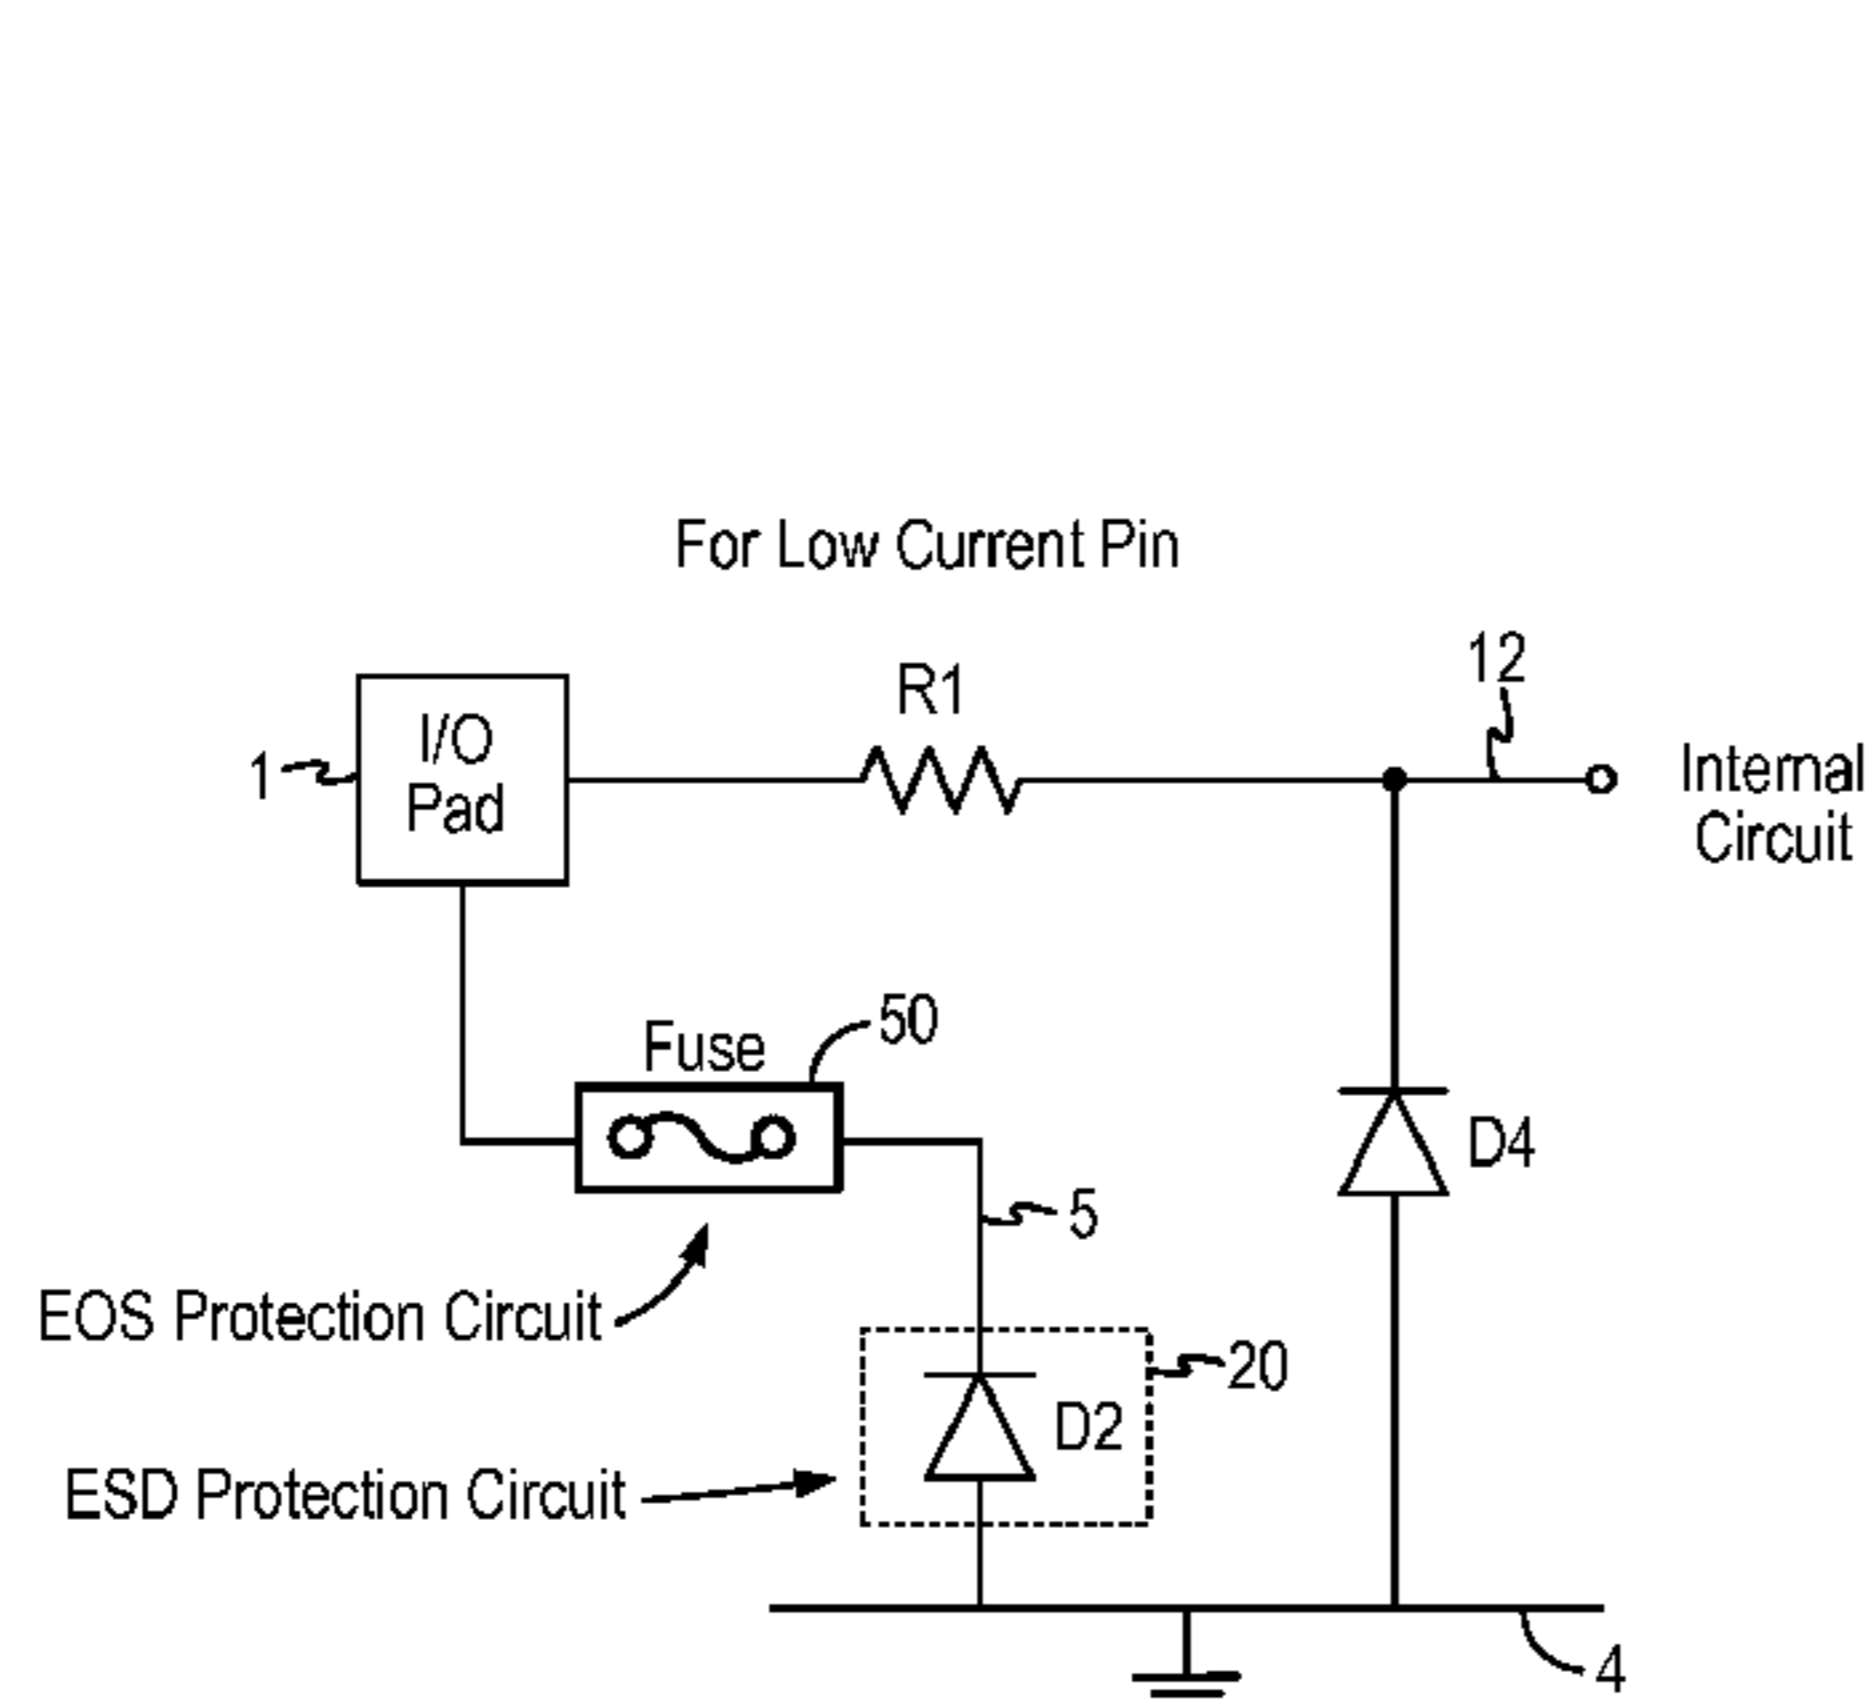 For Low Current Pin
12
R1
I/O
Pad
1
Internal
Circuit
50
Fuse
D4
5
EOS Protection Circuit
20
D2
ESD Protection Circuit
4